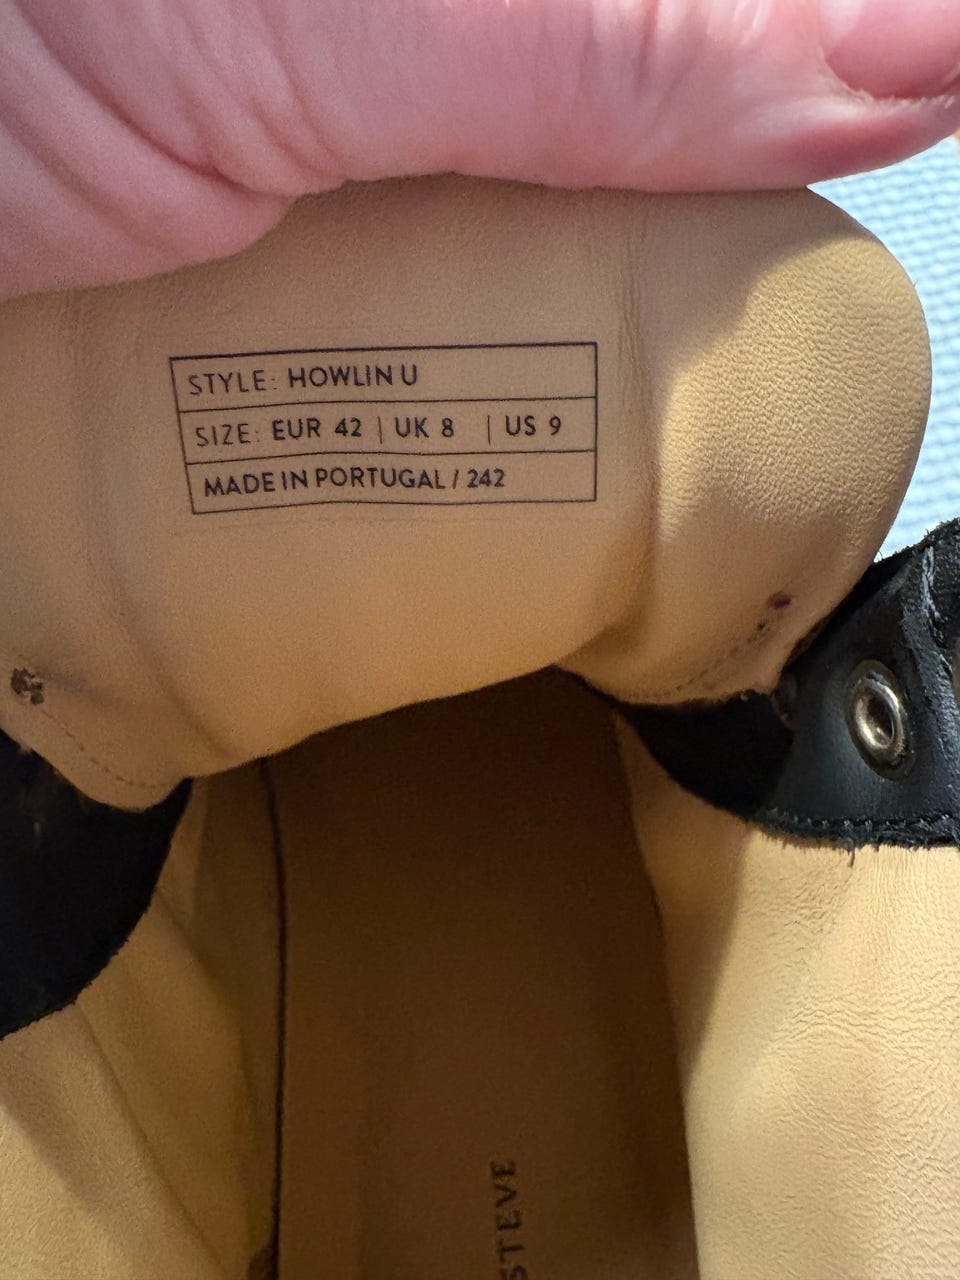 STYLE: HOWLIN U
SIZE: EUR 42 | UK 8 | US 9
MADE IN PORTUGAL / 242
STEVE